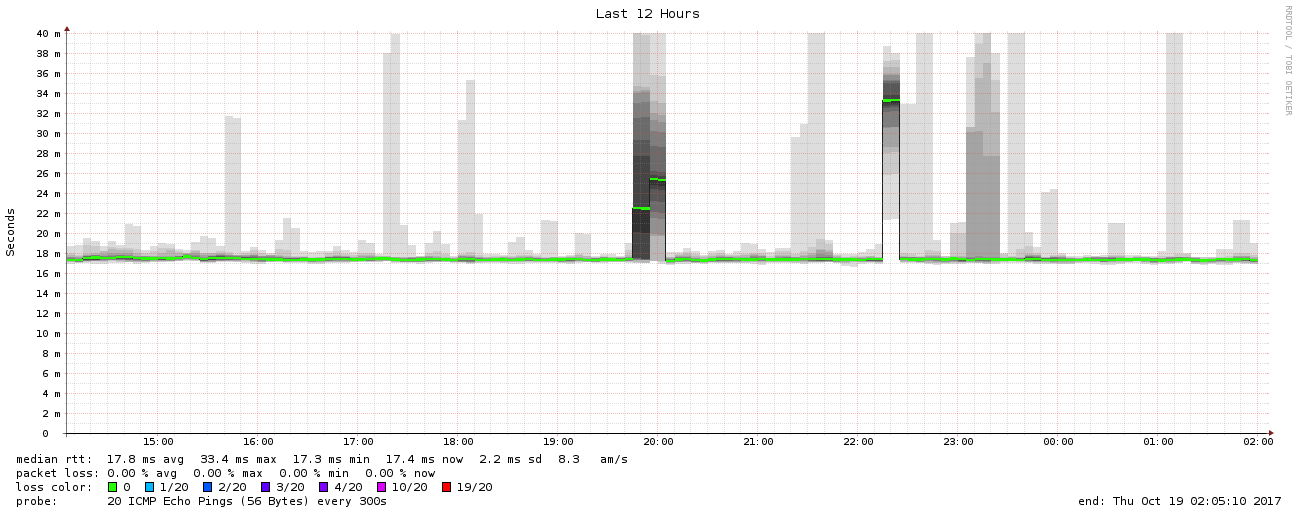 Last 12 Hours
RRDTOOL / TOBI OETIKER
Seconds
40 m
38 m
36 m
34 m
32 m
30 m
28 m
26 m
24 m
22 m
20 m
18 m
16 m
14 m
12 m
10 m
8 m
6 m
4 m
2 m
0
15:00 16:00 17:00 18:00 19:00 20:00 21:00 22:00 23:00 00:00 01:00 02:00
median rtt: 17.8 ms avg 33.4 ms max 17.3 ms min 17.4 ms now 2.2 ms sd 8.3 am/s
packet loss: 0.00 % avg 0.00 % max 0.00 % min 0.00 % now
loss color: 0 1/20 2/20 3/20 4/20 10/20 19/20
probe: 20 ICMP Echo Pings (56 Bytes) every 300s end: Thu Oct 19 02:05:10 2017